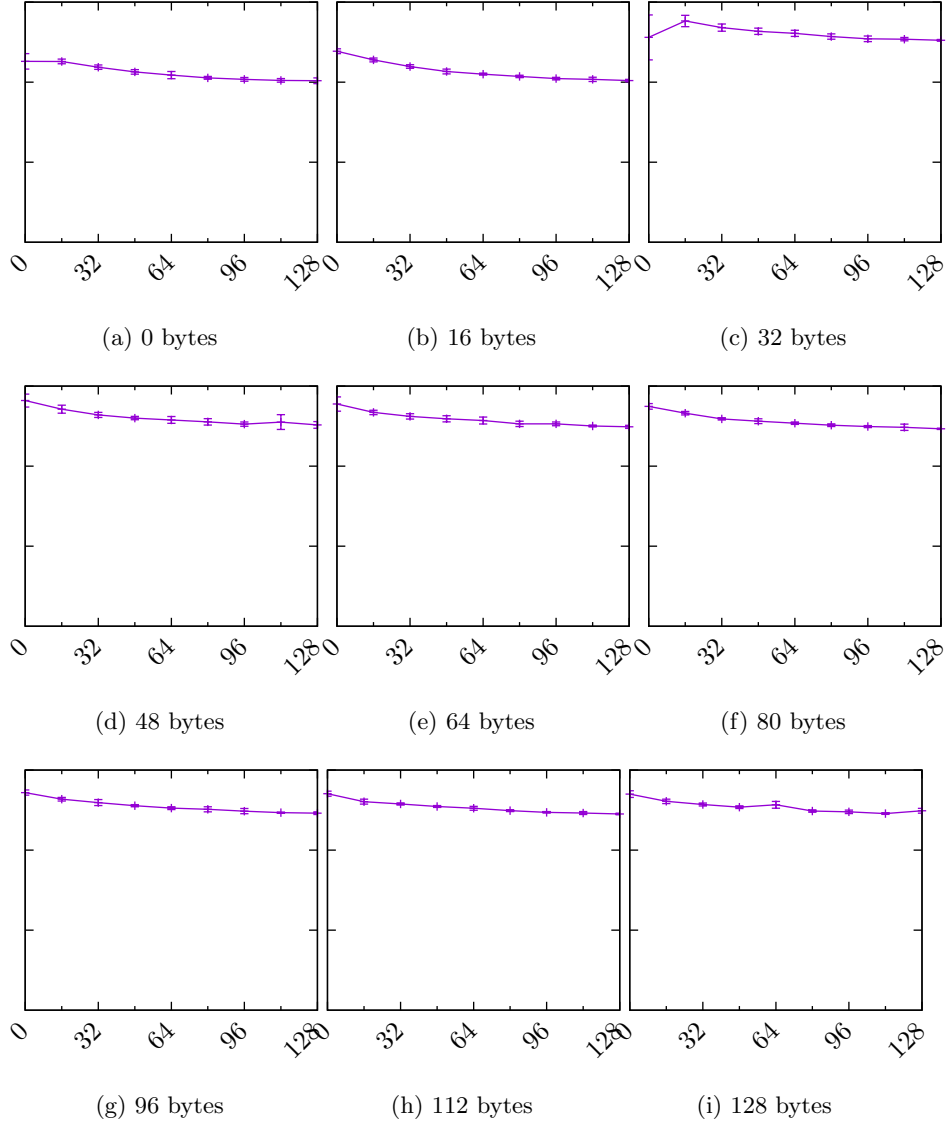 0 32 64 96 128 0 32 64 96 128 0 32 64 96 128
(a) 0 bytes (b) 16 bytes (c) 32 bytes
0 32 64 96 128 0 32 64 96 128 0 32 64 96 128
(d) 48 bytes (e) 64 bytes (f) 80 bytes
0 32 64 96 128 0 32 64 96 128 0 32 64 96 128
(g) 96 bytes (h) 112 bytes (i) 128 bytes